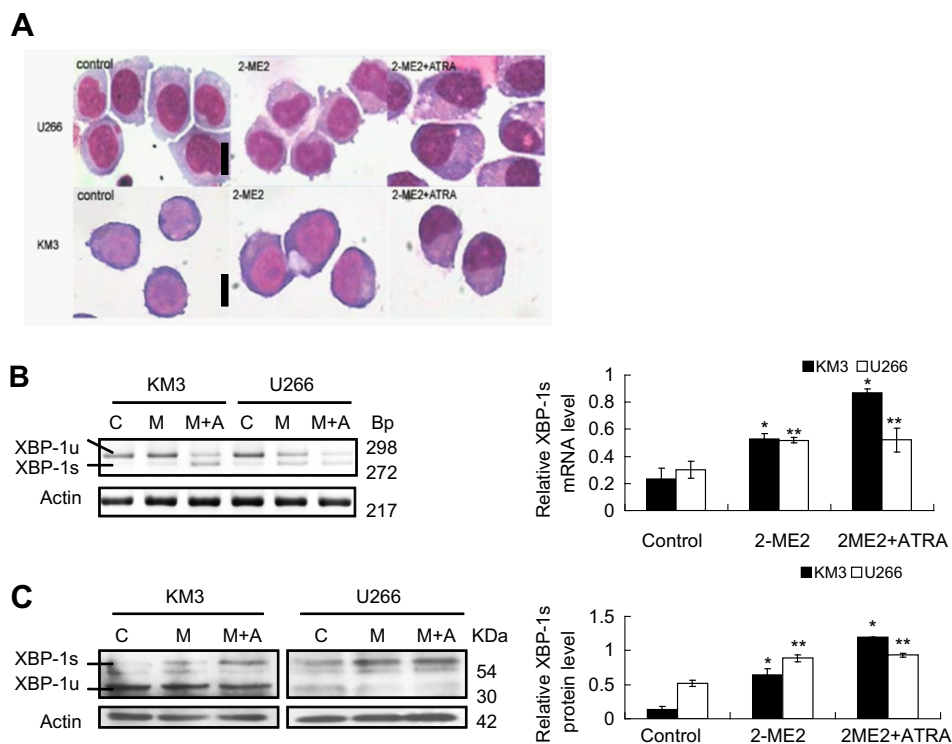 A
control 2-ME2 2-ME2+ATRA
U266
control 2-ME2 2-ME2+ATRA
KM3
B
KM3 U266
C M M+A C M M+A Bp
XBP-1u 298
XBP-1s 272
Actin 217
KM3 U266
Relative XBP-1s
mRNA level
1
0.8
0.6
0.4
0.2
0
* ** * **
Control 2-ME2 2ME2+ATRA
C
KM3 U266
C M M+A C M M+A KDa
XBP-1s 54
XBP-1u 30
Actin 42
KM3 U266
Relative XBP-1s
protein level
1.5
1
0.5
0
* ** * **
Control 2-ME2 2ME2+ATRA